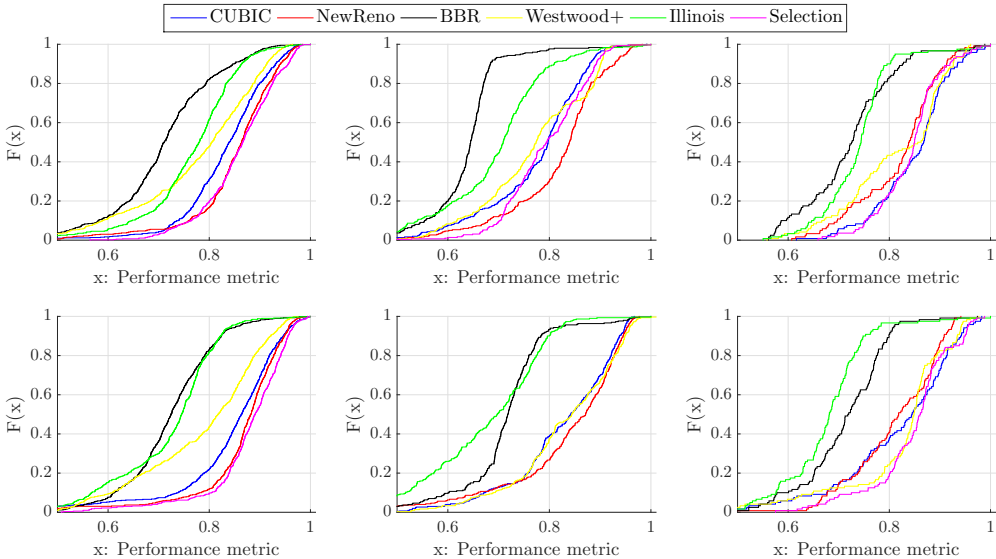 CUBIC NewReno BBR Westwood+ Illinois Selection
1 1 1
0.8 0.8 0.8
0.6 0.6 0.6
F(x) F(x) F(x)
0.4 0.4 0.4
0.2 0.2 0.2
0 0 0
0.6 0.8 1 0.6 0.8 1 0.6 0.8 1
x: Performance metric x: Performance metric x: Performance metric
1 1 1
0.8 0.8 0.8
0.6 0.6 0.6
F(x) F(x) F(x)
0.4 0.4 0.4
0.2 0.2 0.2
0 0 0
0.6 0.8 1 0.6 0.8 1 0.6 0.8 1
x: Performance metric x: Performance metric x: Performance metric